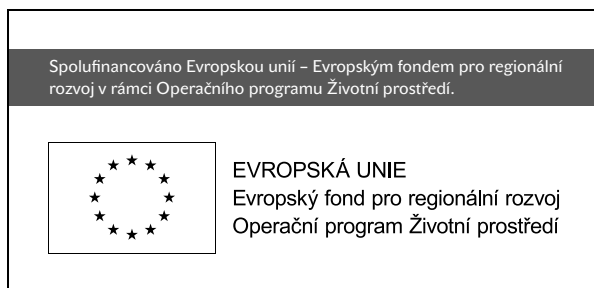 Spolufinancováno Evropskou unií – Evropským fondem pro regionální
rozvoj v rámci Operačního programu Životní prostředí.
EVROPSKÁ UNIE
Evropský fond pro regionální rozvoj
Operační program Životní prostředí